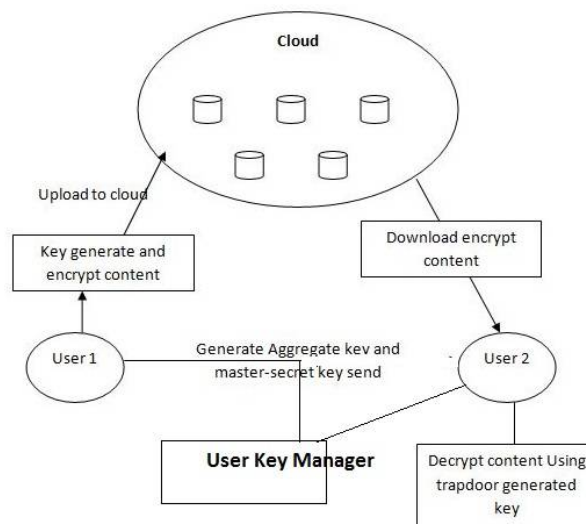 Cloud
Upload to cloud
Key generate and
encrypt content
Download encrypt
content
User 1
Generate Aggregate key and
master-secret key send
User 2
User Key Manager
Decrypt content Using
trapdoor generated
key